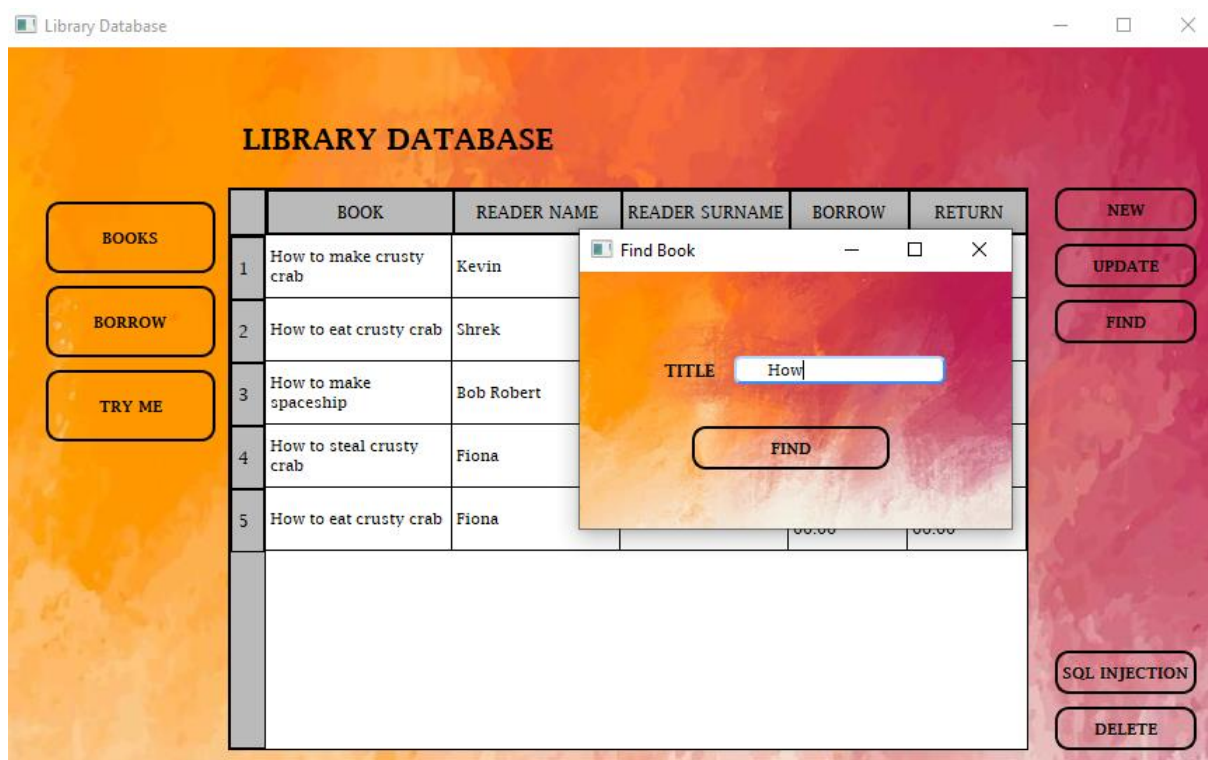 Library Database
LIBRARY DATABASE
BOOKS
BORROW
TRY ME
BOOK READER NAME READER SURNAME BORROW RETURN
1 How to make crusty
crab Kevin
2 How to eat crusty crab Shrek
3 How to make
spaceship Bob Robert
4 How to steal crusty
crab Fiona
5 How to eat crusty crab Fiona
Find Book
TITLE How
FIND
NEW
UPDATE
FIND
SQL INJECTION
DELETE